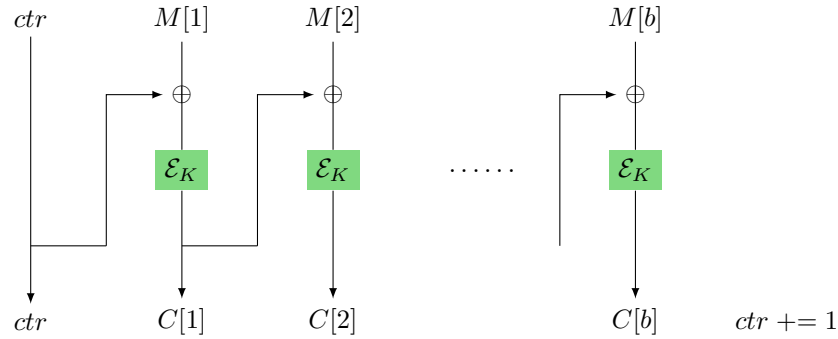 ctr M[1] M[2] M[b]
⊕ ⊕ ⊕
ℰ_K ℰ_K ...... ℰ_K
ctr C[1] C[2] C[b] ctr += 1